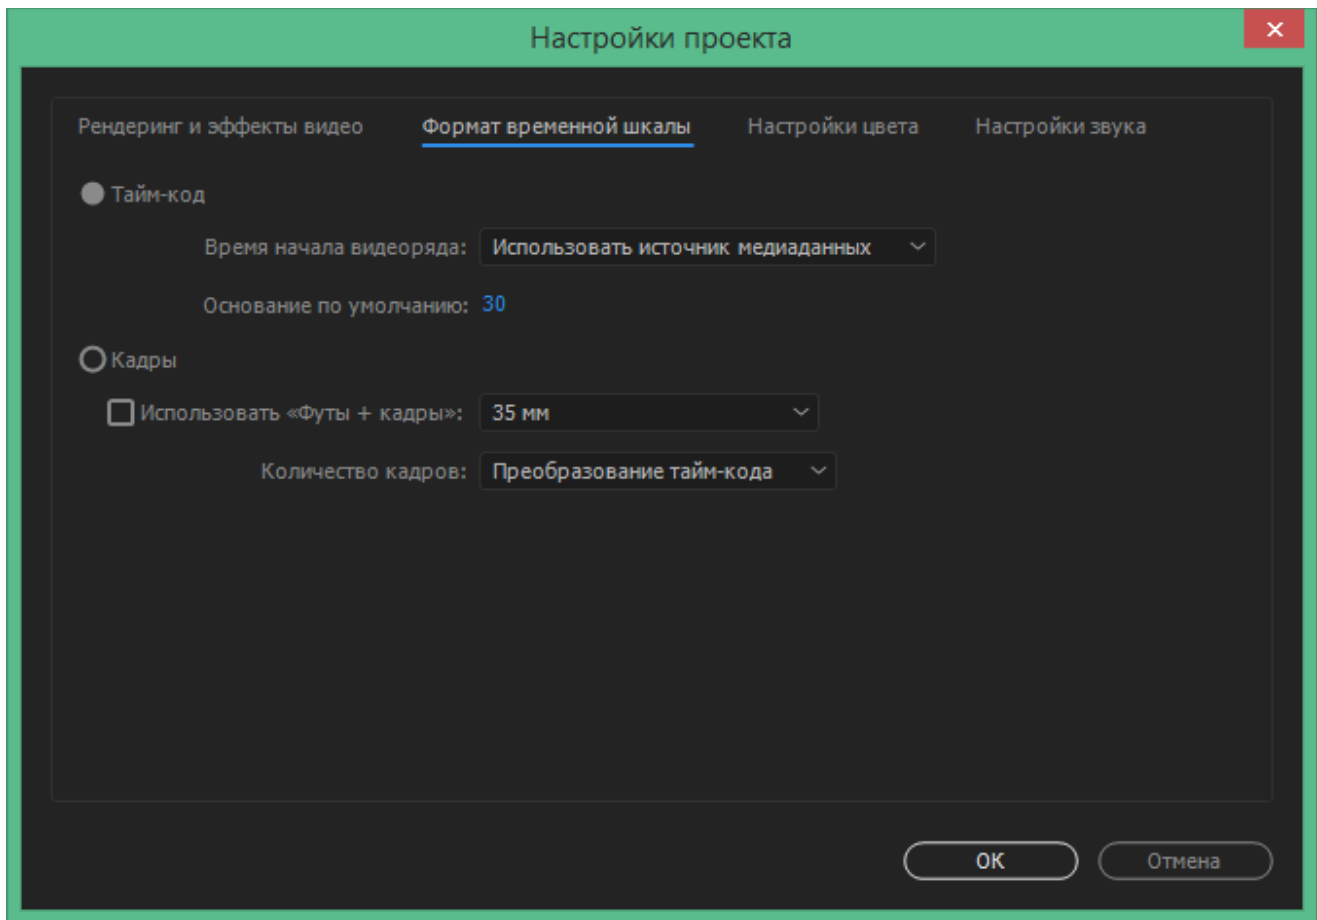 Настройки проекта
Рендеринг и эффекты видео Формат временной шкалы Настройки цвета Настройки звука
Тайм-код
Время начала видеоряда: Использовать источник медиаданных
Основание по умолчанию: 30
Кадры
Использовать «Футы + кадры»: 35 мм
Количество кадров: Преобразование тайм-кода
ОК Отмена